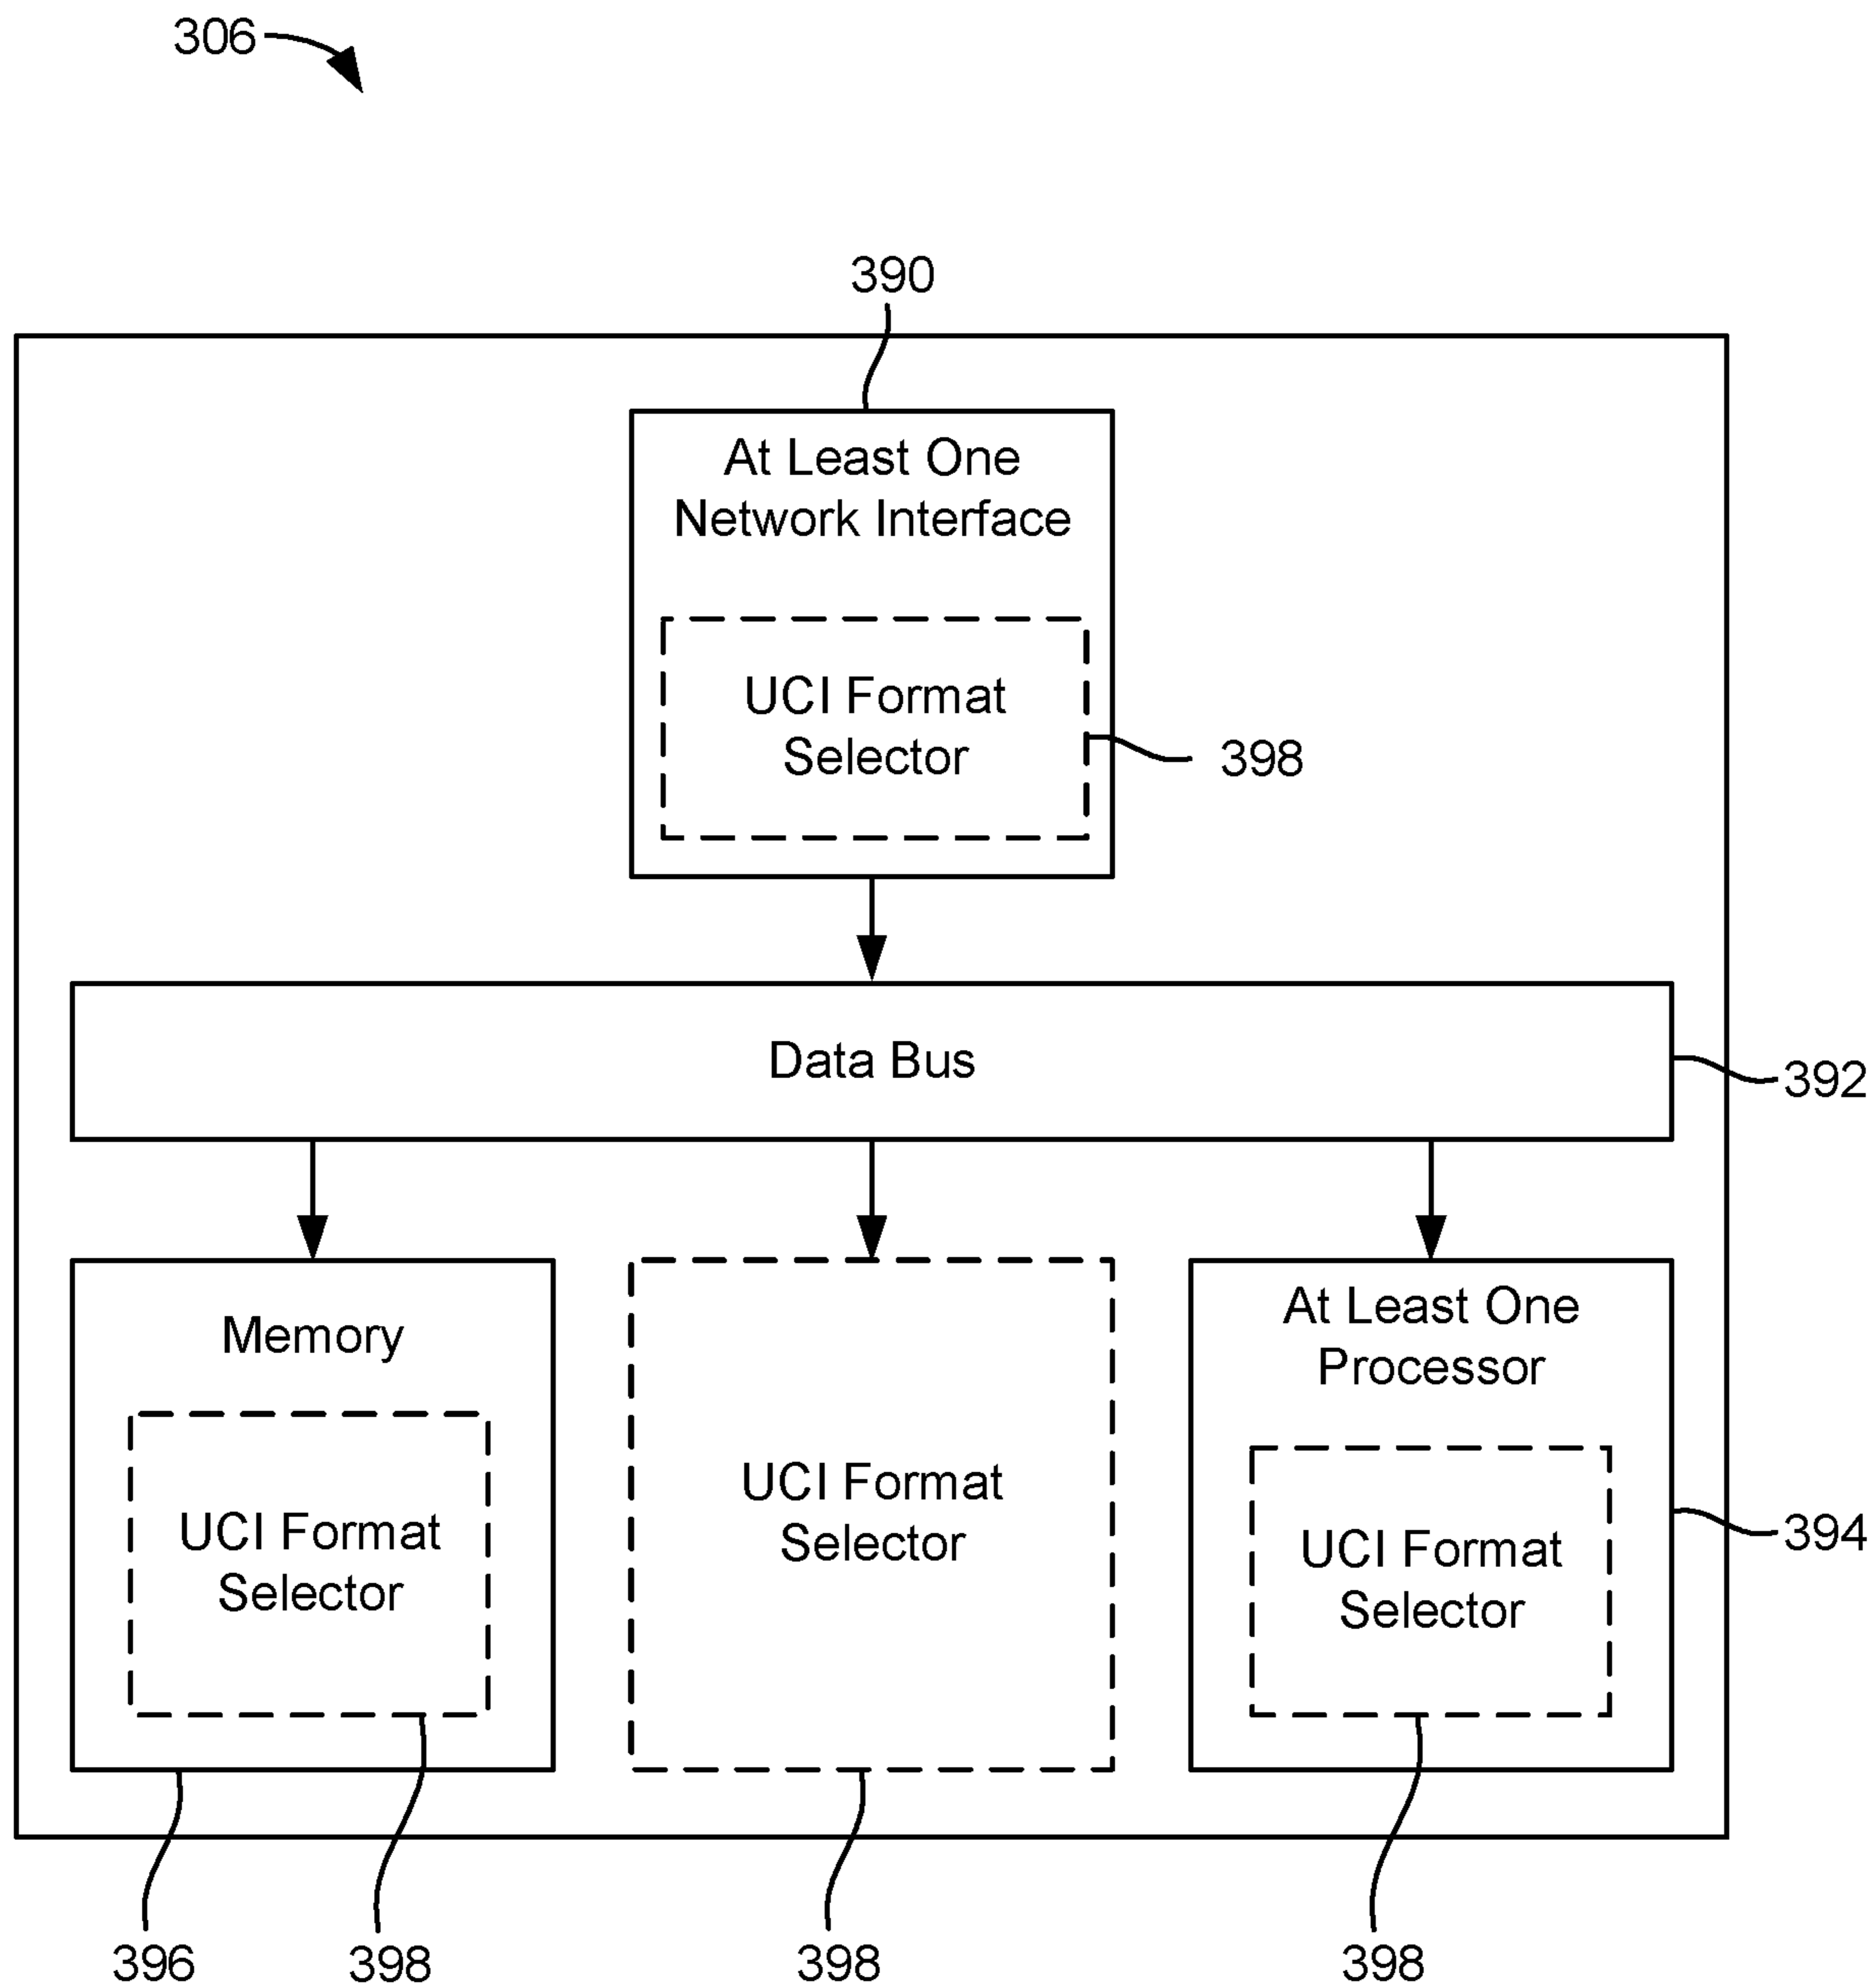 306
390
At Least One
Network Interface
UCI Format
Selector
398
Data Bus
392
Memory
UCI Format
Selector
UCI Format
Selector
At Least One
Processor
UCI Format
Selector
394
396
398
398
398